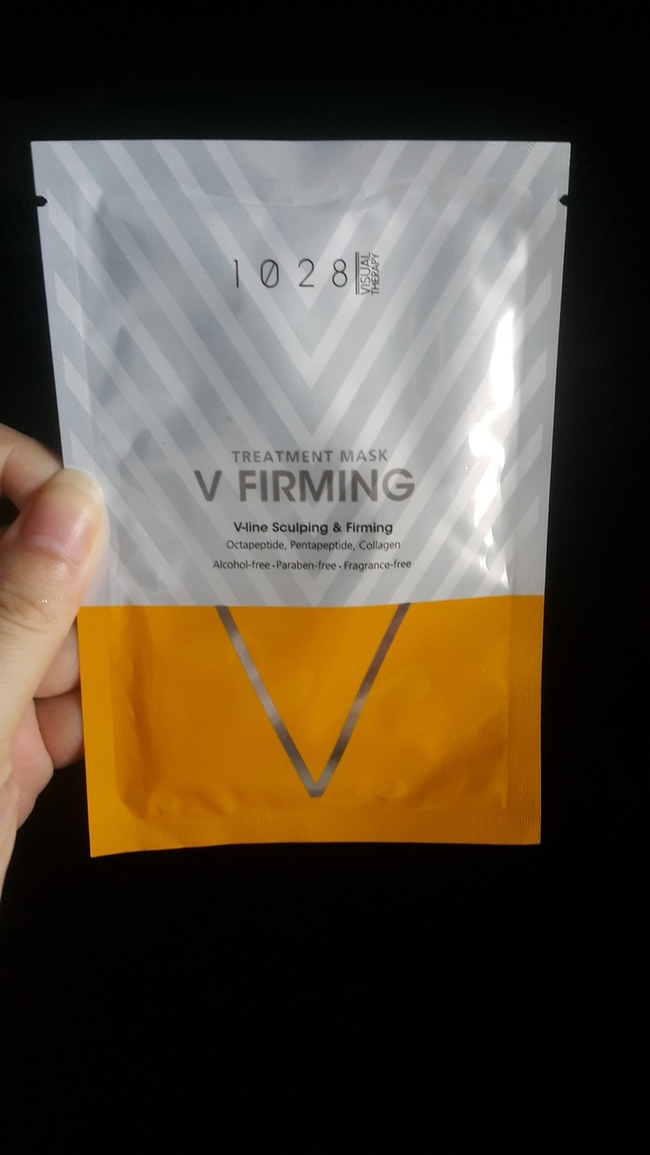 1028 VISUAL THERAPY
TREATMENT MASK
V FIRMING
V-line Sculping & Firming
Octapeptide, Pentapeptide, Collagen
Alcohol-free • Paraben-free • Fragrance-free
V